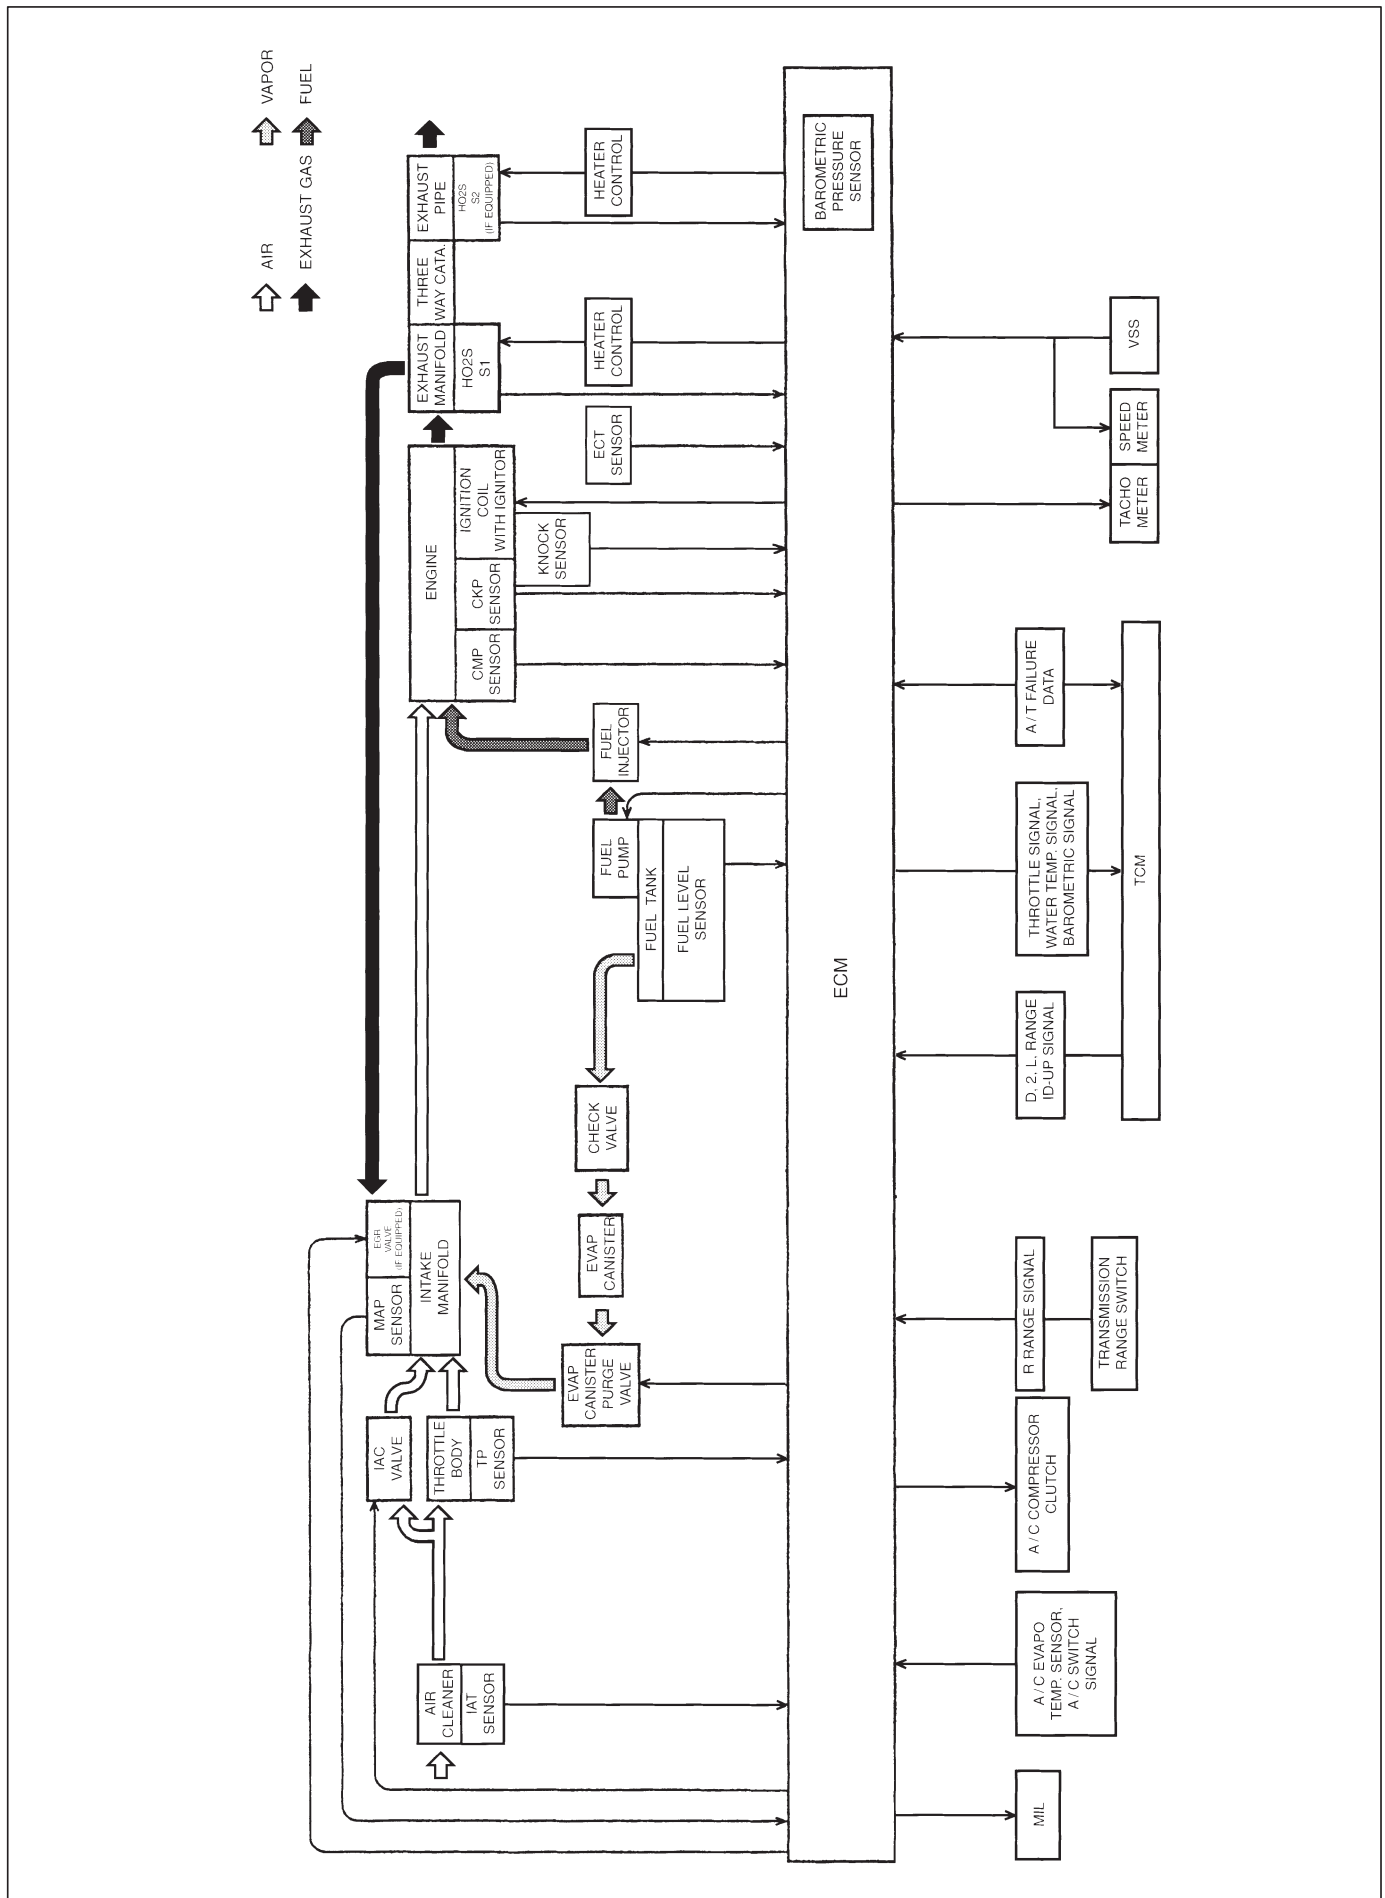 AIR
VAPOR
EXHAUST GAS
FUEL
EGR
VALVE
(IF EQUIPPED)
MAP
SENSOR
INTAKE
MANIFOLD
IAC
VALVE
THROTTLE
BODY
TP
SENSOR
AIR
CLEANER
IAT
SENSOR
ENGINE
CMP
SENSOR
CKP
SENSOR
IGNITION
COIL
WITH IGNITOR
KNOCK
SENSOR
EXHAUST
MANIFOLD
HO2S
S1
THREE
WAY CATA.
EXHAUST
PIPE
HO2S
S2
(IF EQUIPPED)
EVAP
CANISTER
PURGE
VALVE
EVAP
CANISTER
CHECK
VALVE
FUEL
PUMP
FUEL TANK
FUEL LEVEL
SENSOR
FUEL
INJECTOR
ECT
SENSOR
HEATER
CONTROL
HEATER
CONTROL
ECM
BAROMETRIC
PRESSURE
SENSOR
MIL
A/C EVAPO
TEMP. SENSOR,
A/C SWITCH
SIGNAL
A/C COMPRESSOR
CLUTCH
R RANGE SIGNAL
TRANSMISSION
RANGE SWITCH
D, 2, L, RANGE
ID-UP SIGNAL
THROTTLE SIGNAL,
WATER TEMP. SIGNAL,
BAROMETRIC SIGNAL
A/T FAILURE
DATA
TCM
TACHO
METER
SPEED
METER
VSS